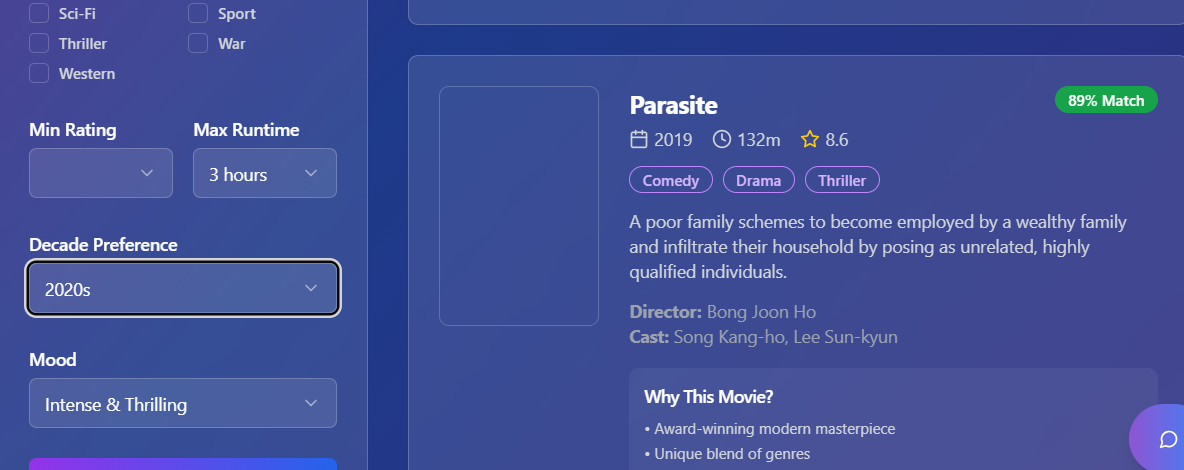 Sci-Fi
Sport
Thriller
War
Western
Min Rating
Max Runtime
3 hours
Decade Preference
2020s
Mood
Intense & Thrilling
Parasite
89% Match
2019 132m 8.6
Comedy Drama Thriller
A poor family schemes to become employed by a wealthy family
and infiltrate their household by posing as unrelated, highly
qualified individuals.
Director: Bong Joon Ho
Cast: Song Kang-ho, Lee Sun-kyun
Why This Movie?
• Award-winning modern masterpiece
• Unique blend of genres